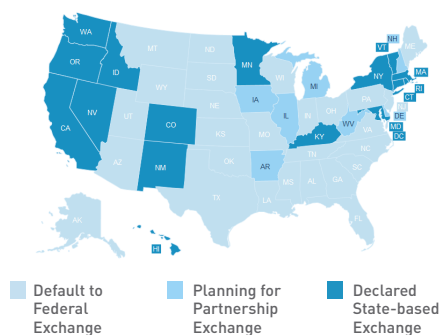 WA
MT
ND
MN
VT
NH
ME
OR
ID
WY
SD
WI
MI
NY
MA
RI
CT
NV
UT
CO
NE
IA
IL
IN
OH
PA
NJ
DE
MD
DC
CA
KS
MO
KY
WV
VA
AZ
NM
OK
AR
TN
NC
SC
TX
LA
MS
AL
GA
FL
AK
HI
Default to
Federal
Exchange
Planning for
Partnership
Exchange
Declared
State-based
Exchange